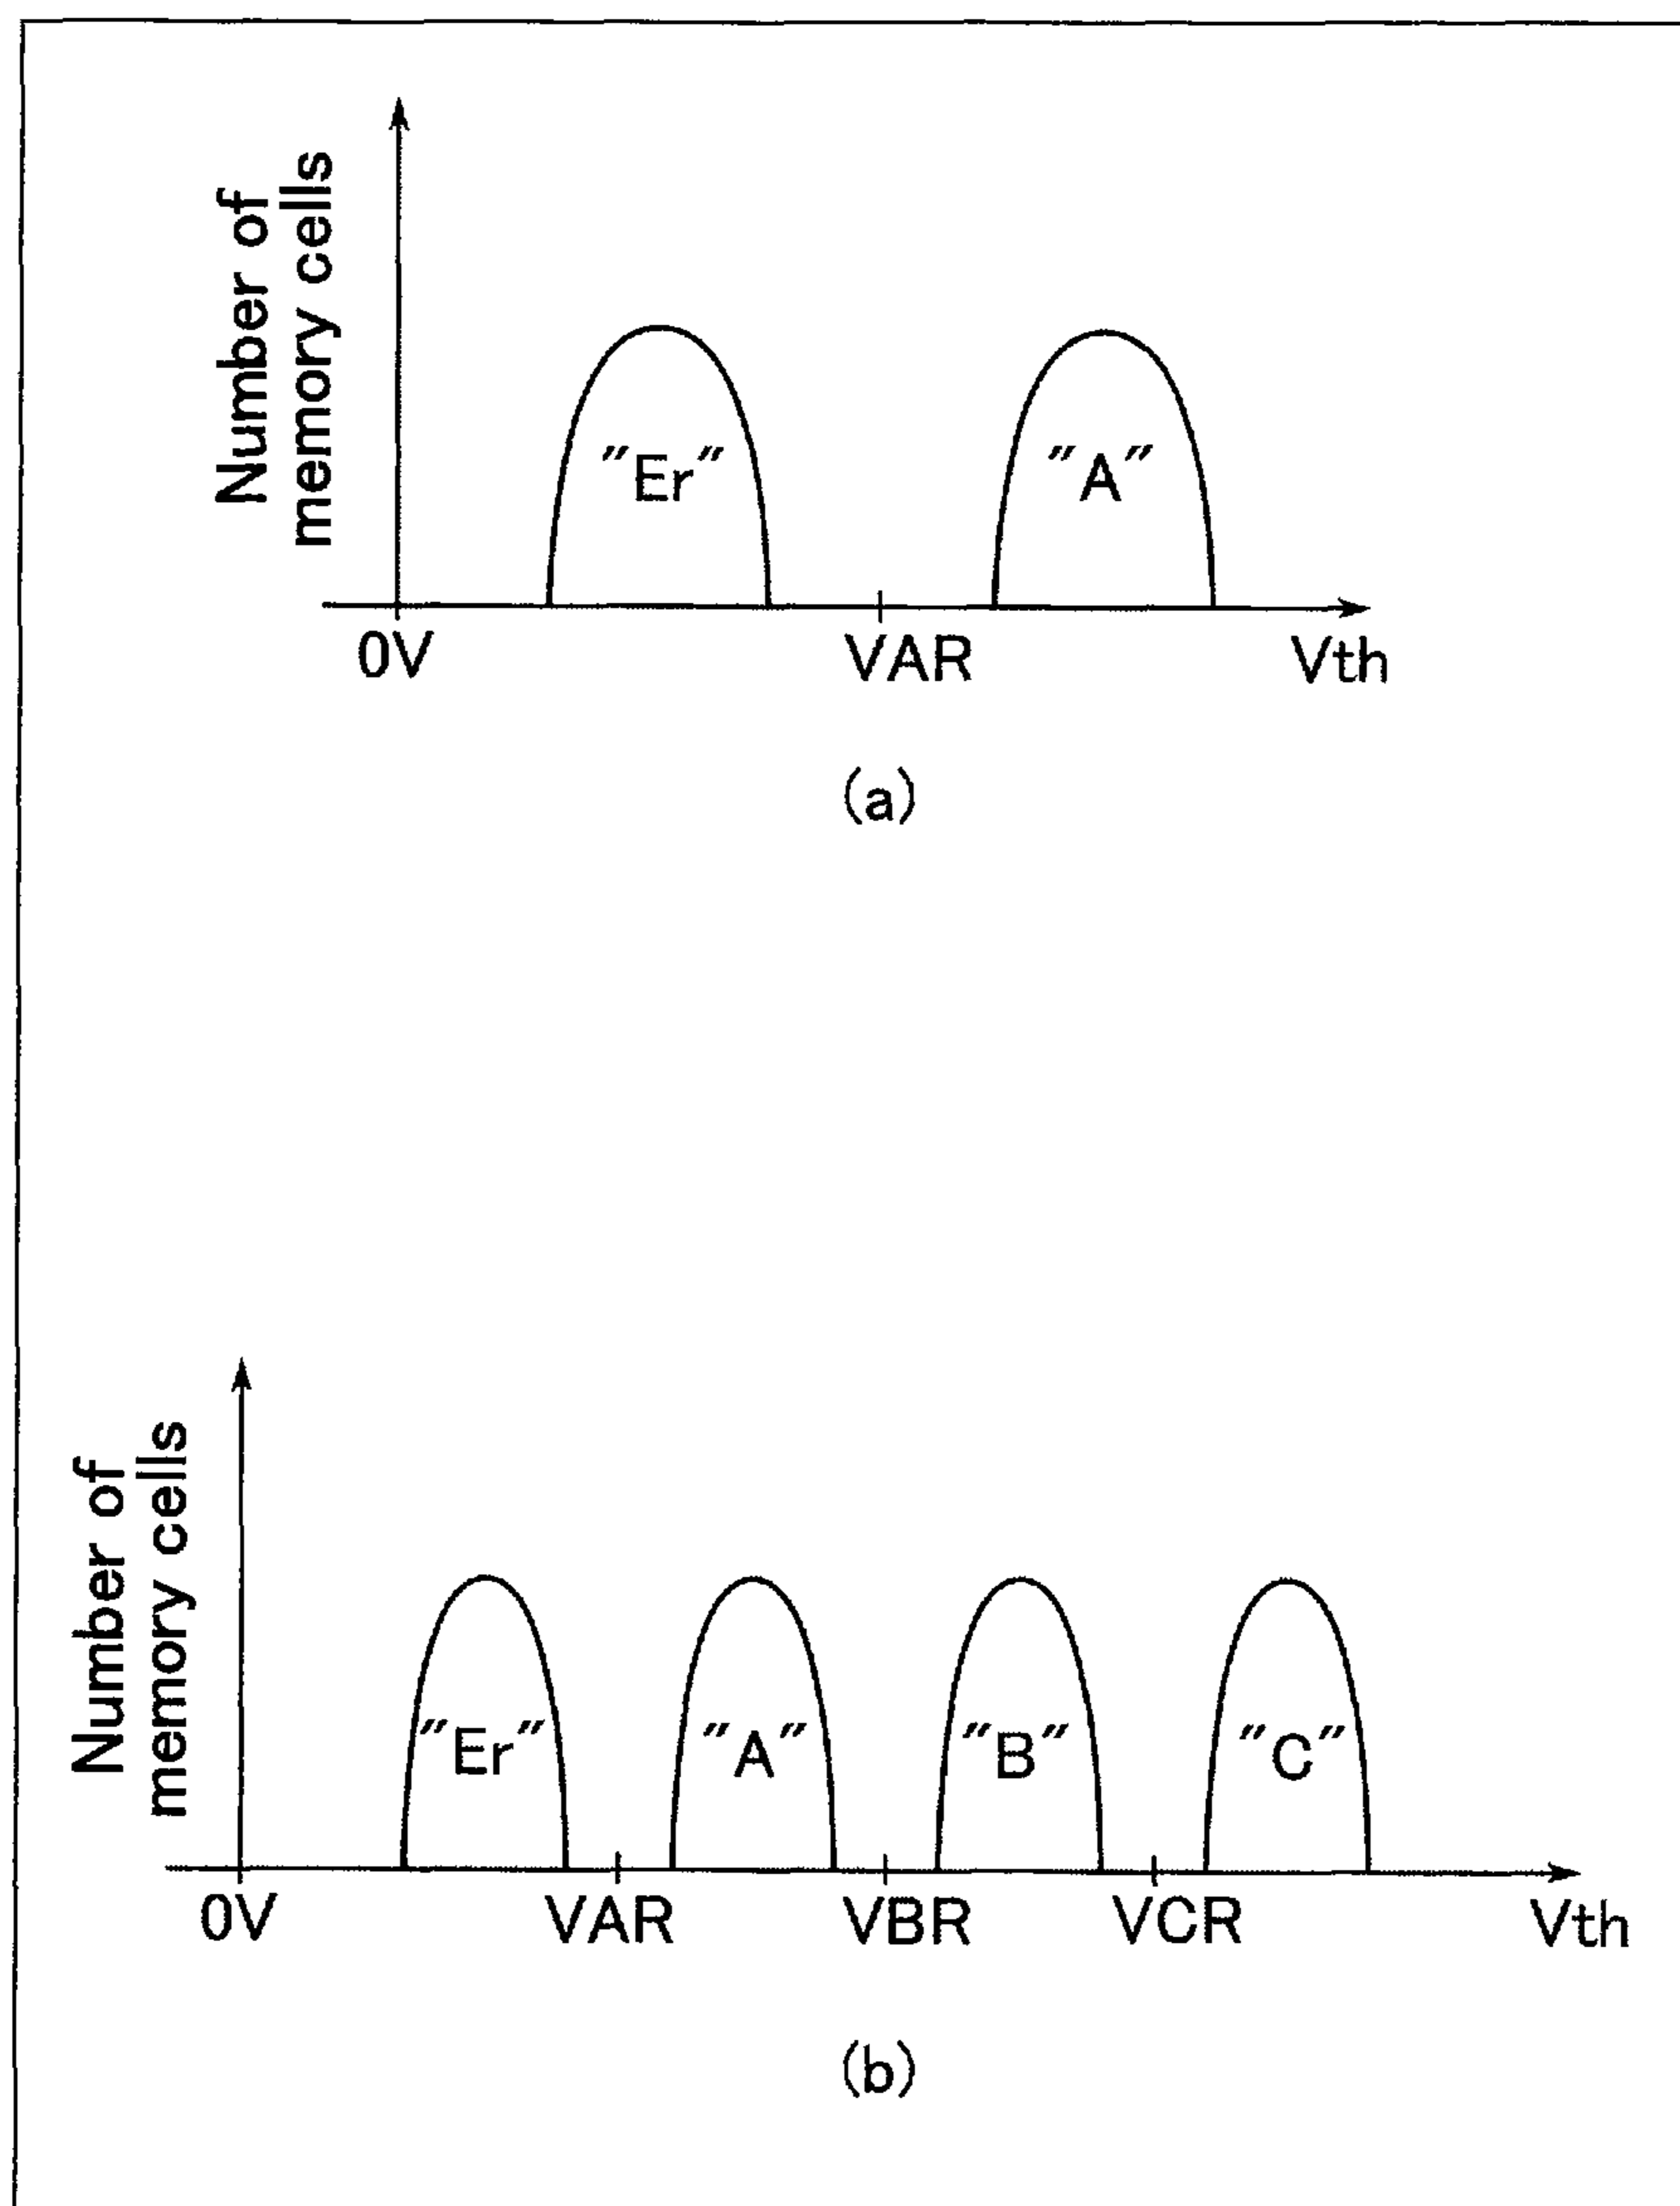 Number of
memory cells
"Er"
"A"
0V
VAR
Vth
(a)
Number of
memory cells
"Er"
"A"
"B"
"C"
0V
VAR
VBR
VCR
Vth
(b)